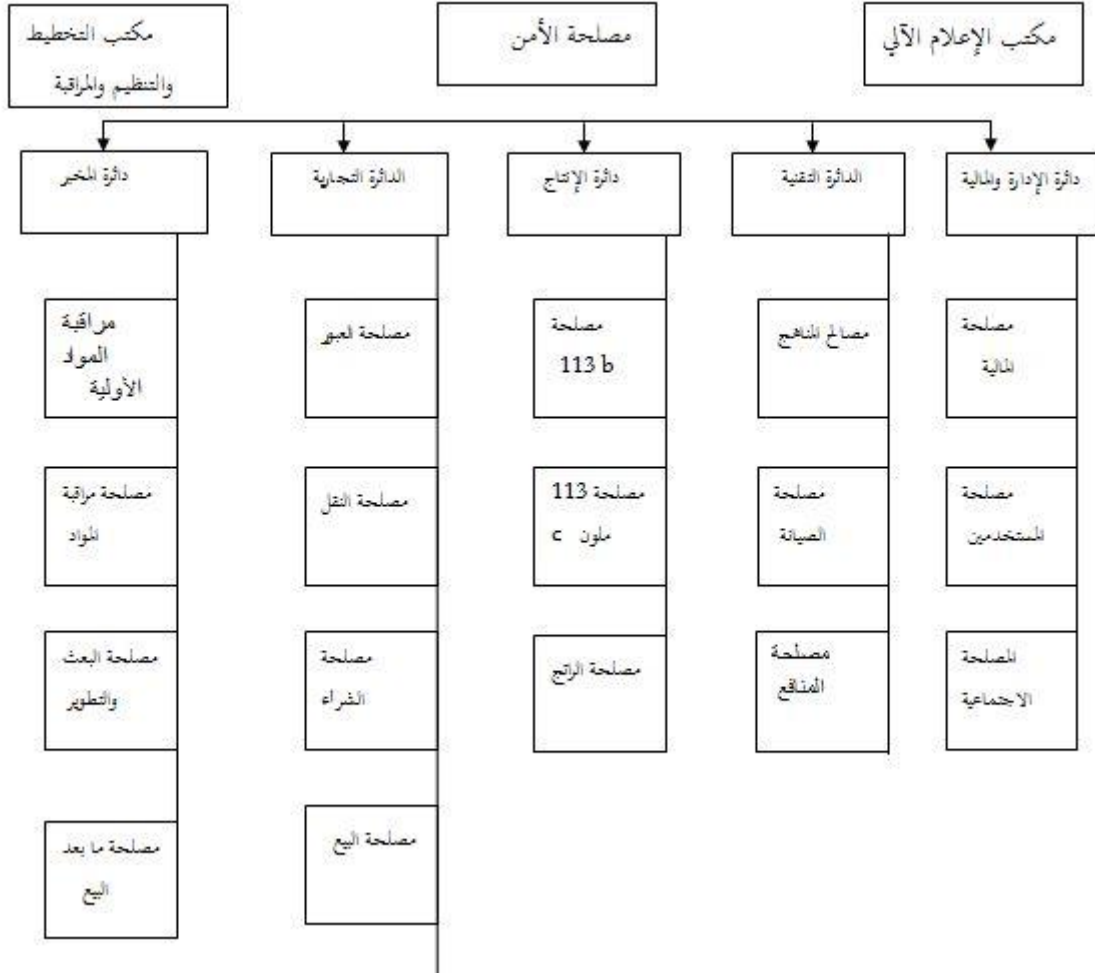 مكتب الإعلام الآلي
مصلحة الأمن
مكتب التخطيط
والتنظيم والمراقبة
دائرة الإدارة والمالية
الدائرة التقنية
دائرة الإنتاج
الدائرة التجارية
دائرة المخبر
مصلحة
المالية
مصلحة
المستخدمين
المصلحة
الاجتماعية
مصالح المناهج
مصلحة
الصيانة
مصلحة
المنافع
مصلحة
113 b
مصلحة 113
ملون c
مصلحة الراتنج
مصلحة العبور
مصلحة النقل
مصلحة
الشراء
مصلحة البيع
مراقبة
المواد
الأولية
مصلحة مراقبة
المواد
مصلحة البعث
والتطوير
مصلحة ما بعد
البيع